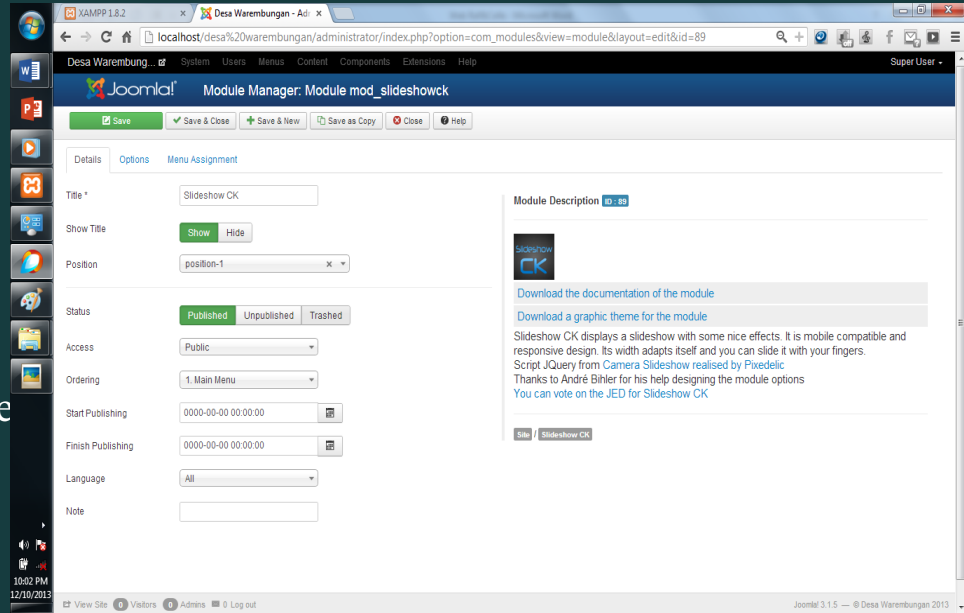 XAMPP 1.8.2
Desa Warembungan - Adr
localhost/desa%20warembungan/administrator/index.php?option=com_modules&view=module&layout=edit&id=89
Desa Warembung...
System Users Menus Content Components Extensions Help
Super User
Joomla!
Module Manager: Module mod_slideshowck
Save
Save & Close
Save & New
Save as Copy
Close
Help
Details
Options
Menu Assignment
Title *
Slideshow CK
Show Title
Show
Hide
Position
position-1
Status
Published
Unpublished
Trashed
Access
Public
Ordering
1. Main Menu
Start Publishing
0000-00-00 00:00:00
Finish Publishing
0000-00-00 00:00:00
Language
All
Note
Module Description ID : 89
Slideshow
CK
Download the documentation of the module
Download a graphic theme for the module
Slideshow CK displays a slideshow with some nice effects. It is mobile compatible and
responsive design. Its width adapts itself and you can slide it with your fingers.
Script JQuery from Camera Slideshow realised by Pixedelic
Thanks to André Bihler for his help designing the module options
You can vote on the JED for Slideshow CK
Site / Slideshow CK
10:02 PM
12/10/2013
View Site 0 Visitors 0 Admins 0 Log out
Joomla! 3.1.5 — © Desa Warembungan 2013